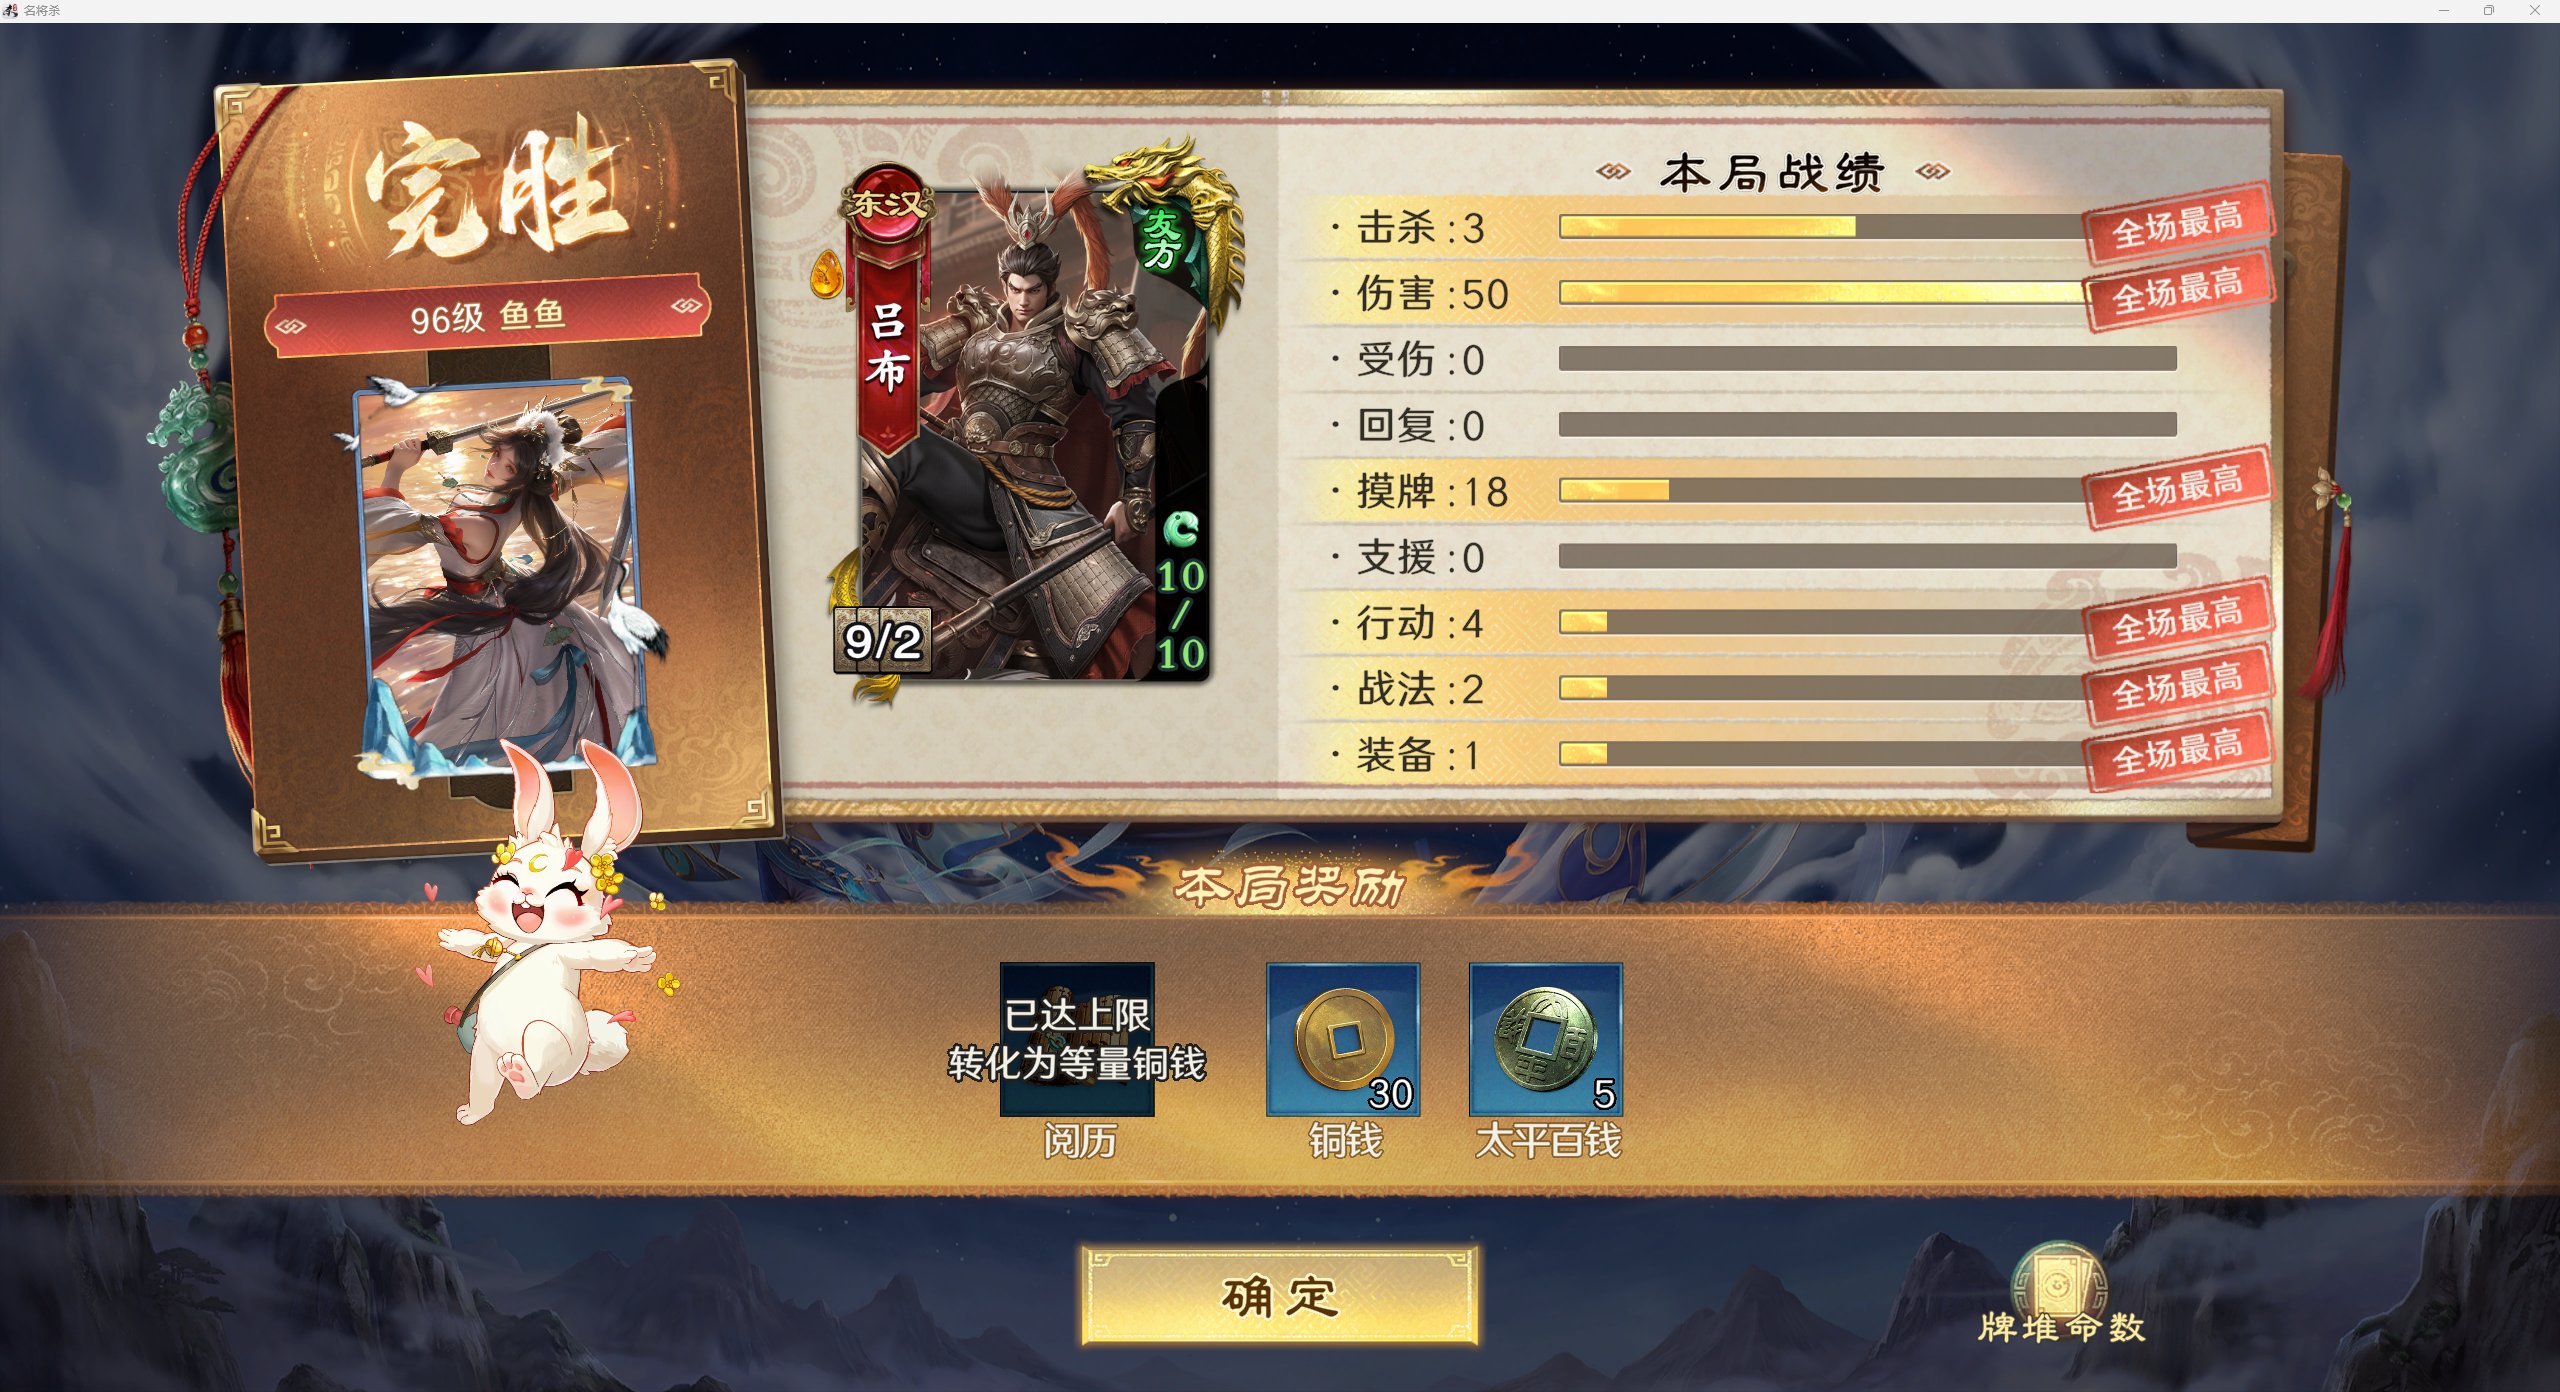 名将杀
完胜
96级 鱼鱼
东汉
吕布
友方
10
/
10
9/2
本局战绩
·击杀:3 全场最高
·伤害:50 全场最高
·受伤:0
·回复:0
·摸牌:18 全场最高
·支援:0
·行动:4 全场最高
·战法:2 全场最高
·装备:1 全场最高
本局奖励
已达上限
转化为等量铜钱
阅历
30
铜钱
5
太平百钱
确定
牌堆命数